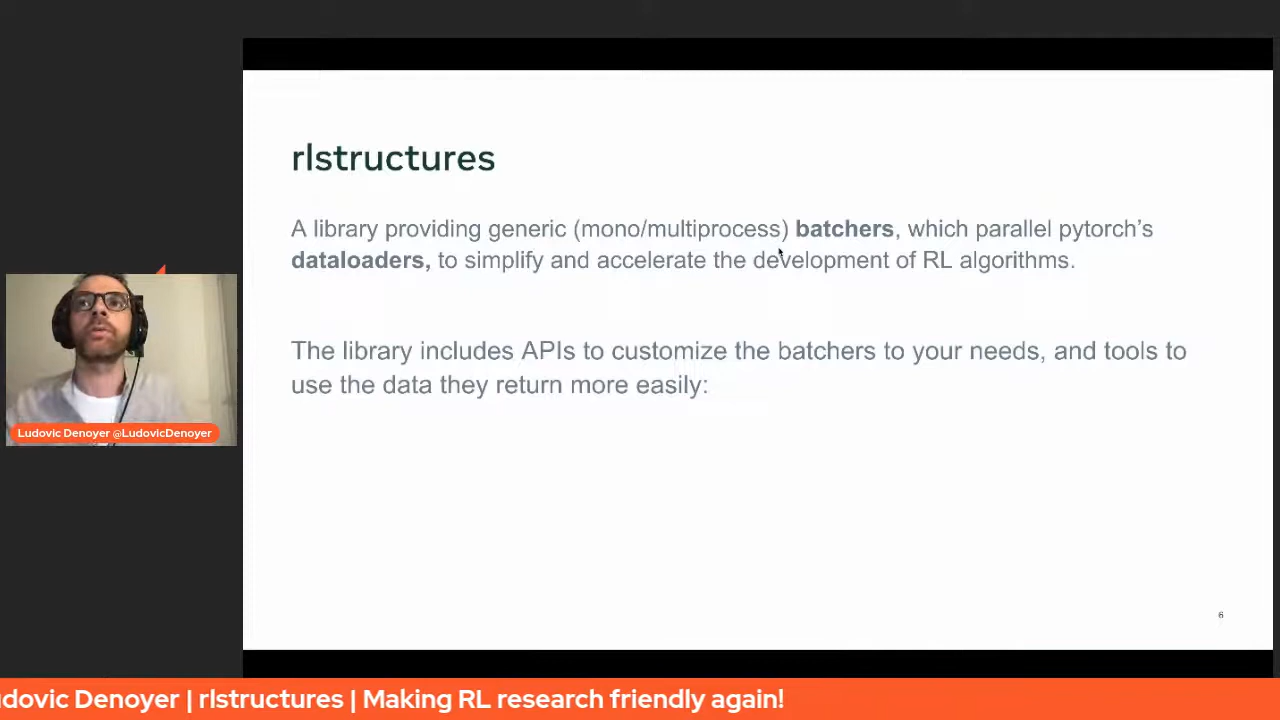 rlstructures
A library providing generic (mono/multiprocess) batchers, which parallel pytorch's
dataloaders, to simplify and accelerate the development of RL algorithms.
The library includes APIs to customize the batchers to your needs, and tools to
use the data they return more easily:
6
Ludovic Denoyer @LudovicDenoyer
dovic Denoyer | rlstructures | Making RL research friendly again!